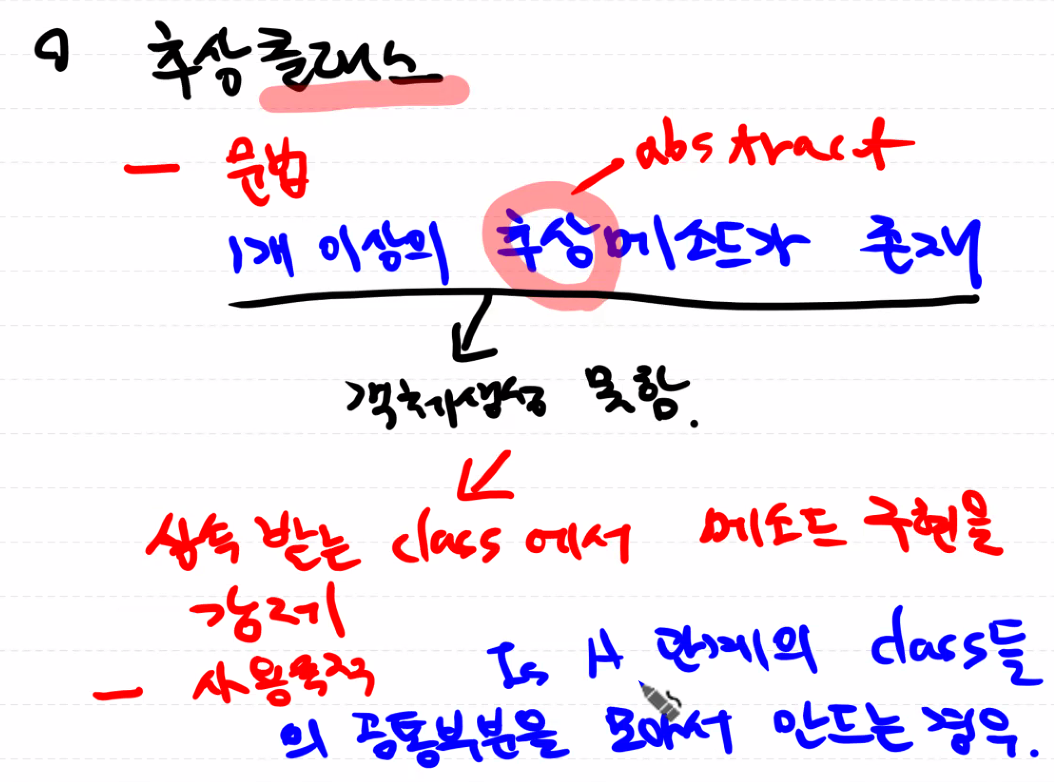 추상클래스
abstract
- 문법
1개 이상의 추상메소드가 존재
객체생성 못함.
상속 받는 class에서 메소드 구현을
강제
- 사용목적 Is A 관계의 class들
의 공통부분을 모아서 만드는 경우.